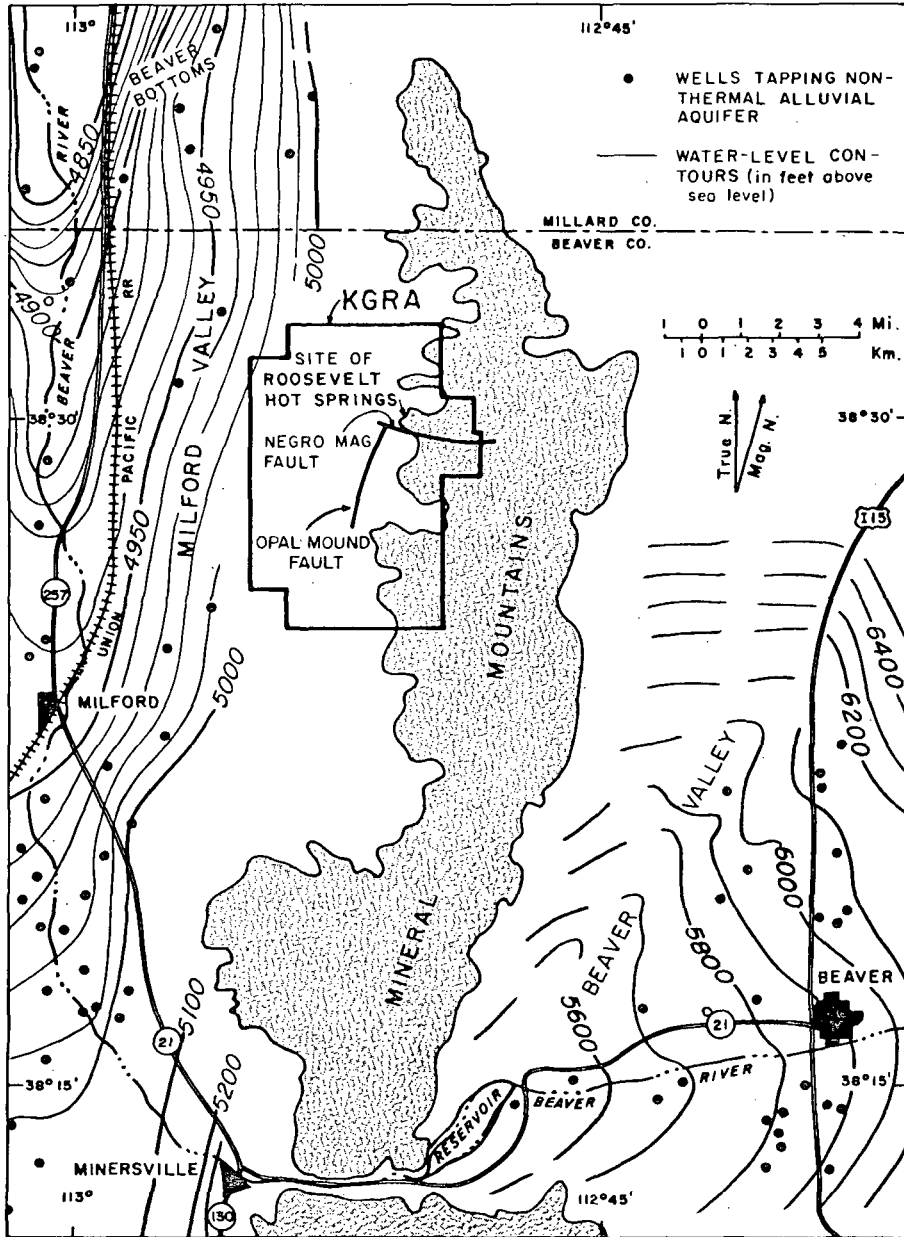 113°
112°45'
BEAVER
BOTTOMS
RIVER
4850
4950
WELLS TAPPING NON-
THERMAL ALLUVIAL
AQUIFER
WATER-LEVEL CON-
TOURS (in feet above
sea level)
MILLARD CO.
BEAVER CO.
5000
4900
RR
VALLEY
KGRA
1 0 1 2 3 4 Mi.
1 0 1 2 3 4 5 Km.
BEAVER
SITE OF
ROOSEVELT
HOT SPRINGS
38°30'
38°30'
NEGRO MAG
FAULT
True N.
Mag. N.
PACIFIC
MILFORD
4950
OPAL MOUND
FAULT
I15
257
UNION
MOUNTAINS
6400
6200
MILFORD
5000
VALLEY
6000
MINERAL
BEAVER
5800
BEAVER
5600
21
5100
21
5200
RIVER
38°15'
38°15'
BEAVER
RESERVOIR
MINERSVILLE
113°
112°45'
130